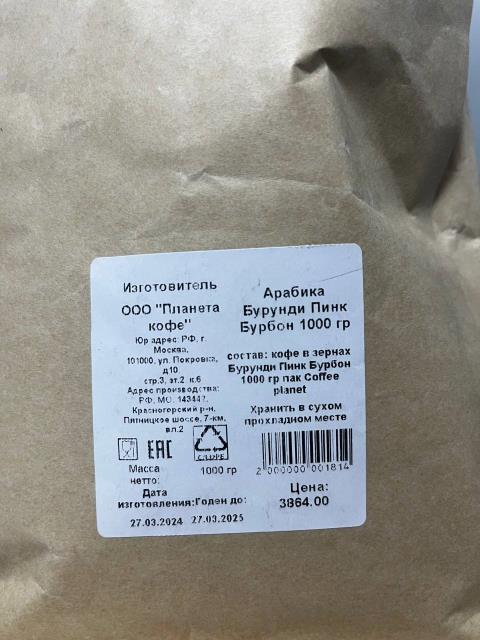 Изготовитель
ООО "Планета
кофе"
Юр адрес: РФ, г.
Москва,
101000, ул. Покровка,
д10,
стр.3, эт.2 к.6
Адрес производства:
РФ, МО, 143442,
Красногорский р-н,
Пятницкое шоссе, 7-км,
вл.2
EAC
C/LDPE
Масса
нетто:
1000 гр
Дата
изготовления:
Годен до:
27.03.2024
27.03.2025
Арабика
Бурунди Пинк
Бурбон 1000 гр
состав: кофе в зернах
Бурунди Пинк Бурбон
1000 гр пак Coffee
planet
Хранить в сухом
прохладном месте
2 000000 001814
Цена:
3864.00